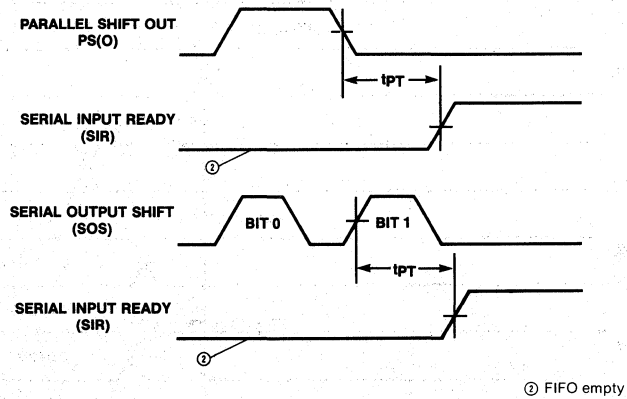 PARALLEL SHIFT OUT
PS(O)
tPT
SERIAL INPUT READY
(SIR)
②
SERIAL OUTPUT SHIFT
(SOS)
BIT 0
BIT 1
tPT
SERIAL INPUT READY
(SIR)
②
② FIFO empty